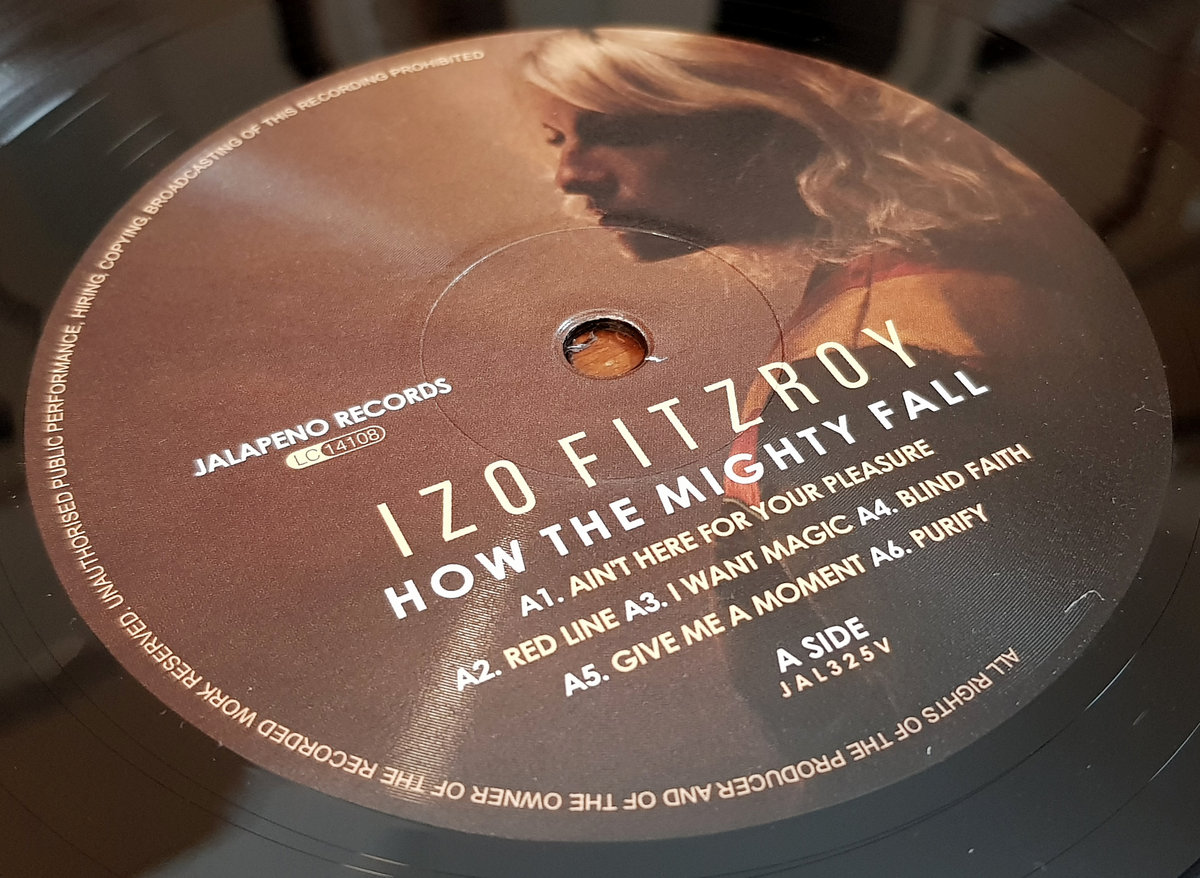 JALAPENO RECORDS
LC 14108
IZO FITZROY
HOW THE MIGHTY FALL
A1. AIN'T HERE FOR YOUR PLEASURE
A2. RED LINE A3. I WANT MAGIC A4. BLIND FAITH
A5. GIVE ME A MOMENT A6. PURIFY
A SIDE
JAL325V
ALL RIGHTS OF THE PRODUCER AND OF THE OWNER OF THE RECORDED WORK RESERVED. UNAUTHORISED PUBLIC PERFORMANCE, HIRING, COPYING, BROADCASTING OF THIS RECORDING PROHIBITED